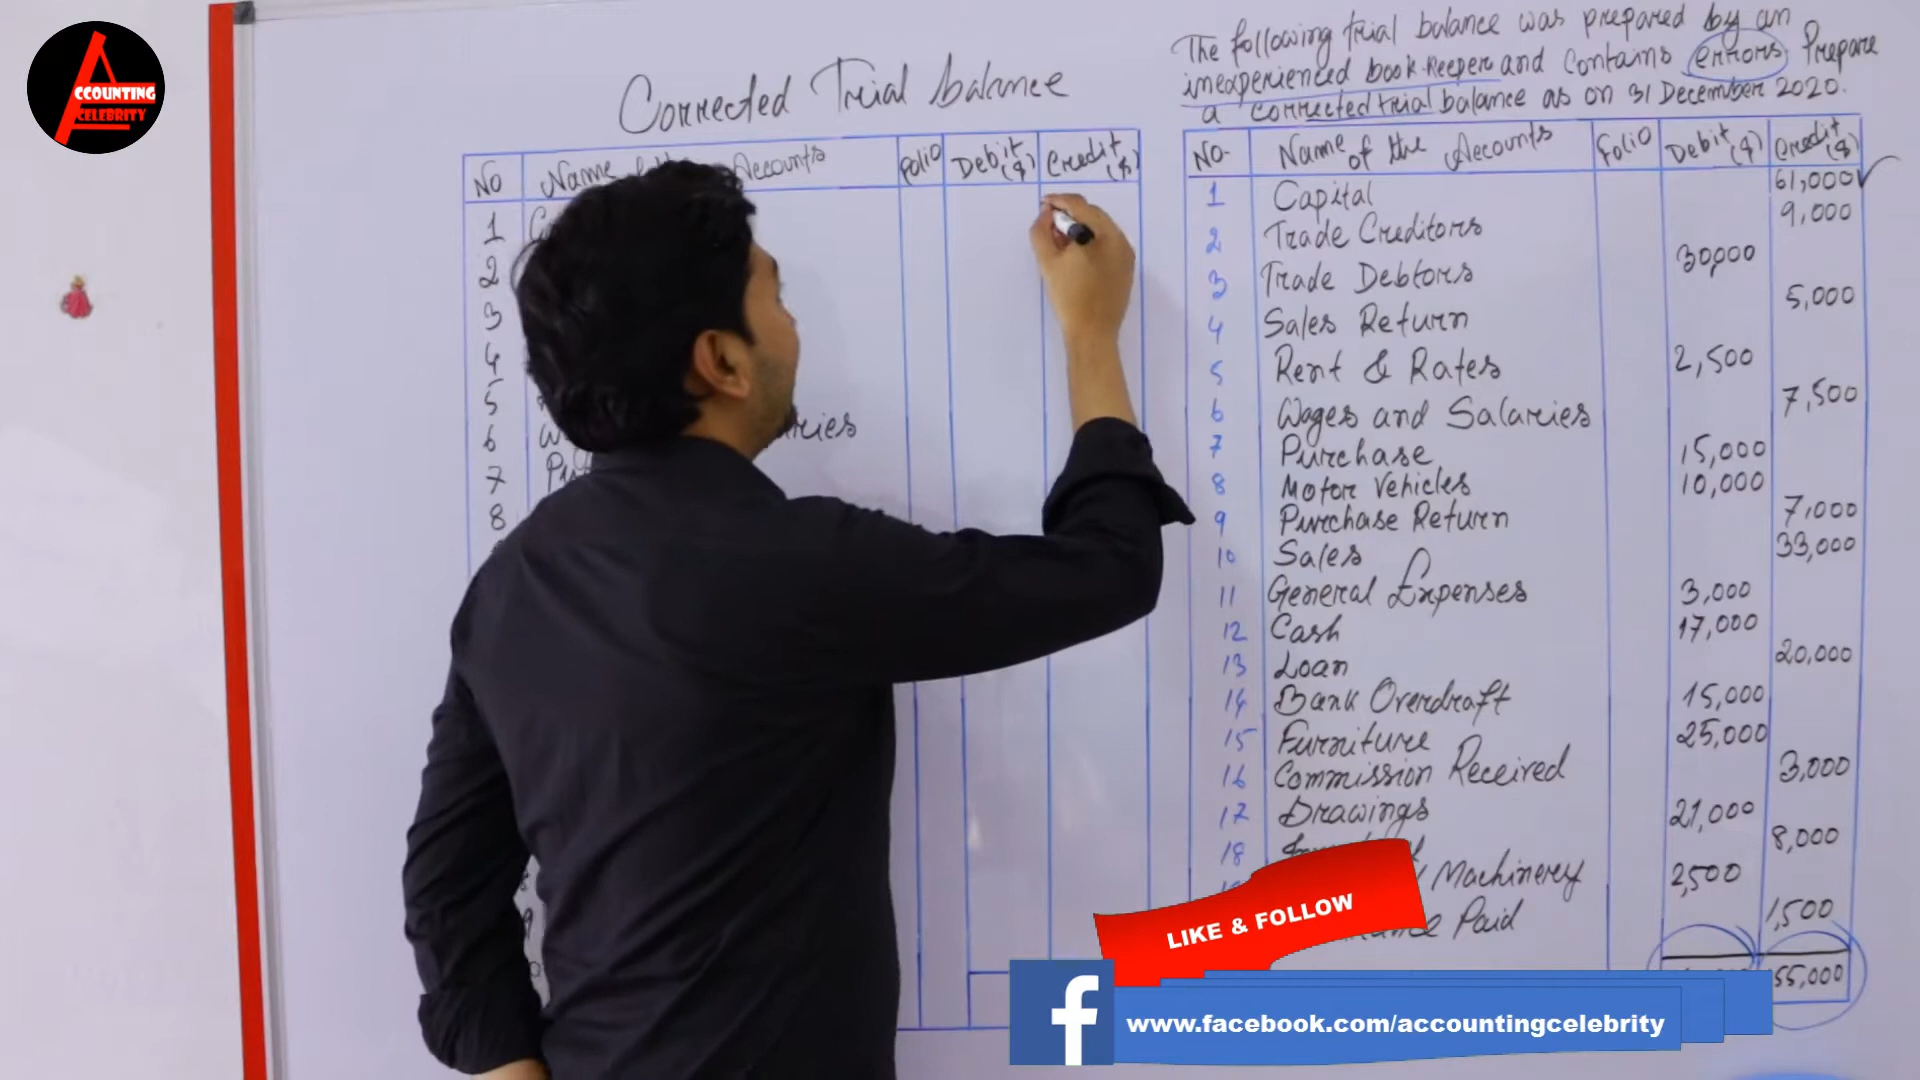 ACCOUNTING
CELEBRITY
Corrected Trial balance
No Name Accounts Folio Debit($) Credit($)
1
2
3
4
5
6 aries
7 Pu
8
The following trial balance was prepared by an
inexperienced book-keeper and contains errors. Prepare
a corrected trial balance as on 31 December 2020.
No. Name of the Accounts Folio Debit($) Credit($)
1 Capital 61,000
2 Trade Creditors 9,000
3 Trade Debtors 30,000
4 Sales Return 5,000
5 Rent & Rates 2,500
6 Wages and Salaries 7,500
7 Purchase 15,000
8 Motor Vehicles 10,000
9 Purchase Return 7,000
10 Sales 33,000
11 General Expenses 3,000
12 Cash 17,000
13 Loan 20,000
14 Bank Overdraft 15,000
15 Furniture 25,000
16 Commission Received 3,000
17 Drawings 21,000
18 8,000
Machinery 2,500
Paid 1,500
55,000
LIKE & FOLLOW
f www.facebook.com/accountingcelebrity